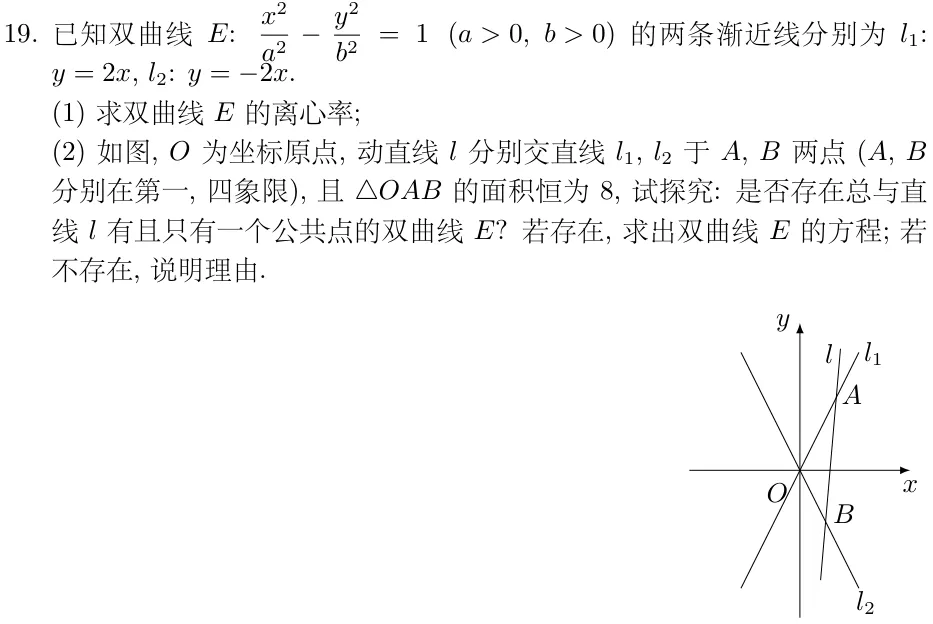 19. 已知双曲线 E: x²/a² − y²/b² = 1 (a > 0, b > 0) 的两条渐近线分别为 l₁:
y = 2x, l₂: y = −2x.
(1) 求双曲线 E 的离心率;
(2) 如图, O 为坐标原点, 动直线 l 分别交直线 l₁, l₂ 于 A, B 两点 (A, B
分别在第一, 四象限), 且 △OAB 的面积恒为 8, 试探究: 是否存在总与直
线 l 有且只有一个公共点的双曲线 E? 若存在, 求出双曲线 E 的方程; 若
不存在, 说明理由.
y
l l₁
A
O x
B
l₂